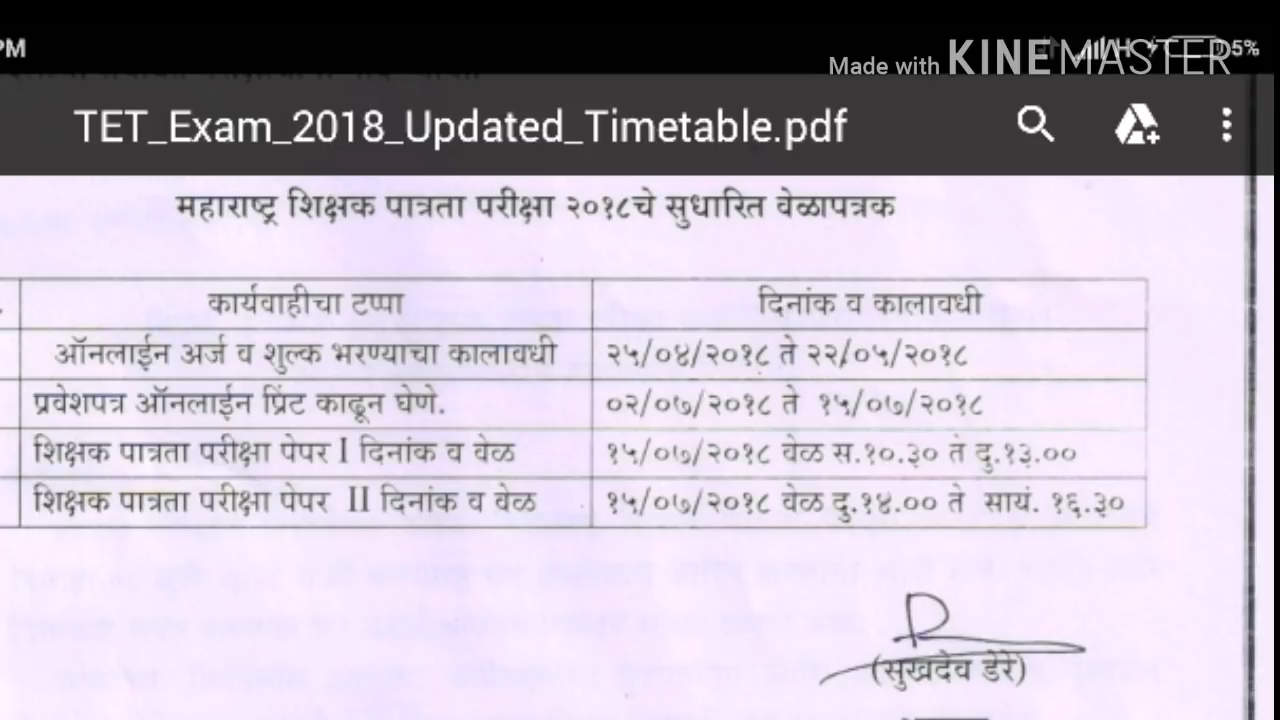 PM
5%
Made with KINEMASTER
TET_Exam_2018_Updated_Timetable.pdf
महाराष्ट्र शिक्षक पात्रता परीक्षा २०१८चे सुधारित वेळापत्रक
कार्यवाहीचा टप्पा दिनांक व कालावधी
ऑनलाईन अर्ज व शुल्क भरण्याचा कालावधी २५/०४/२०१८ ते २२/०५/२०१८
प्रवेशपत्र ऑनलाईन प्रिंट काढून घेणे. ०२/०७/२०१८ ते १५/०७/२०१८
शिक्षक पात्रता परीक्षा पेपर I दिनांक व वेळ १५/०७/२०१८ वेळ स.१०.३० ते दु.१३.००
शिक्षक पात्रता परीक्षा पेपर II दिनांक व वेळ १५/०७/२०१८ वेळ दु.१४.०० ते सायं. १६.३०
(सुखदेव डेरे)